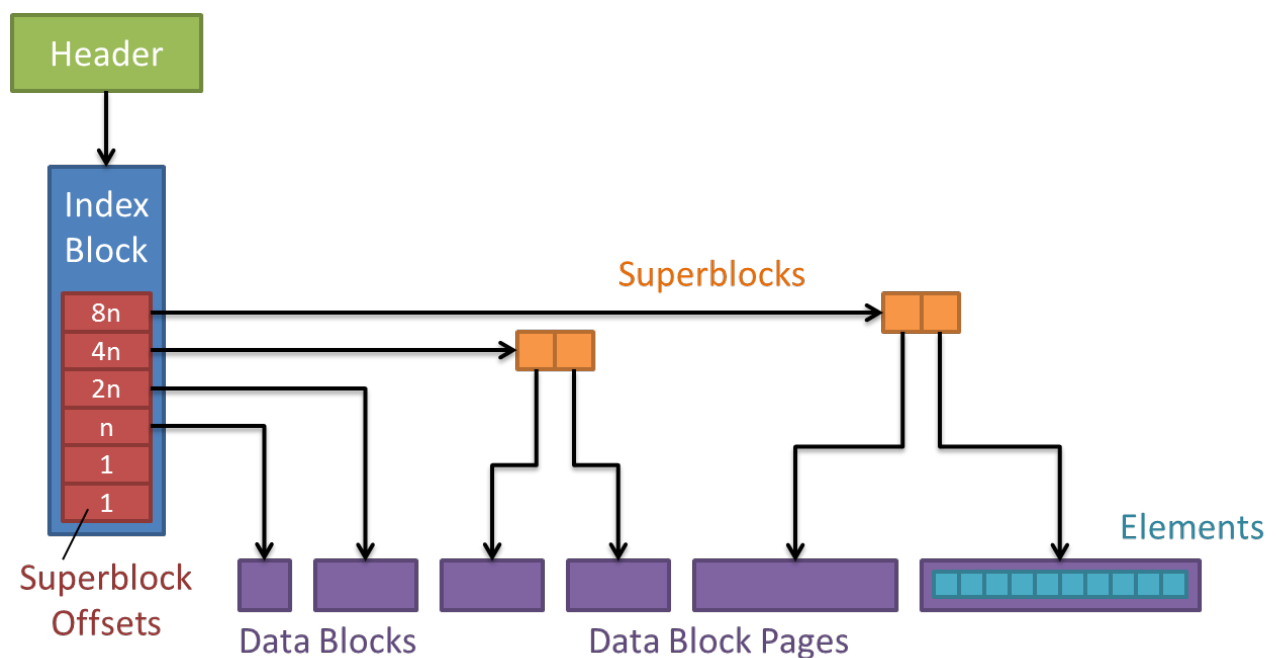 Header
Index
Block
Superblocks
8n
4n
2n
n
1
1
Elements
Superblock
Offsets
Data Blocks
Data Block Pages